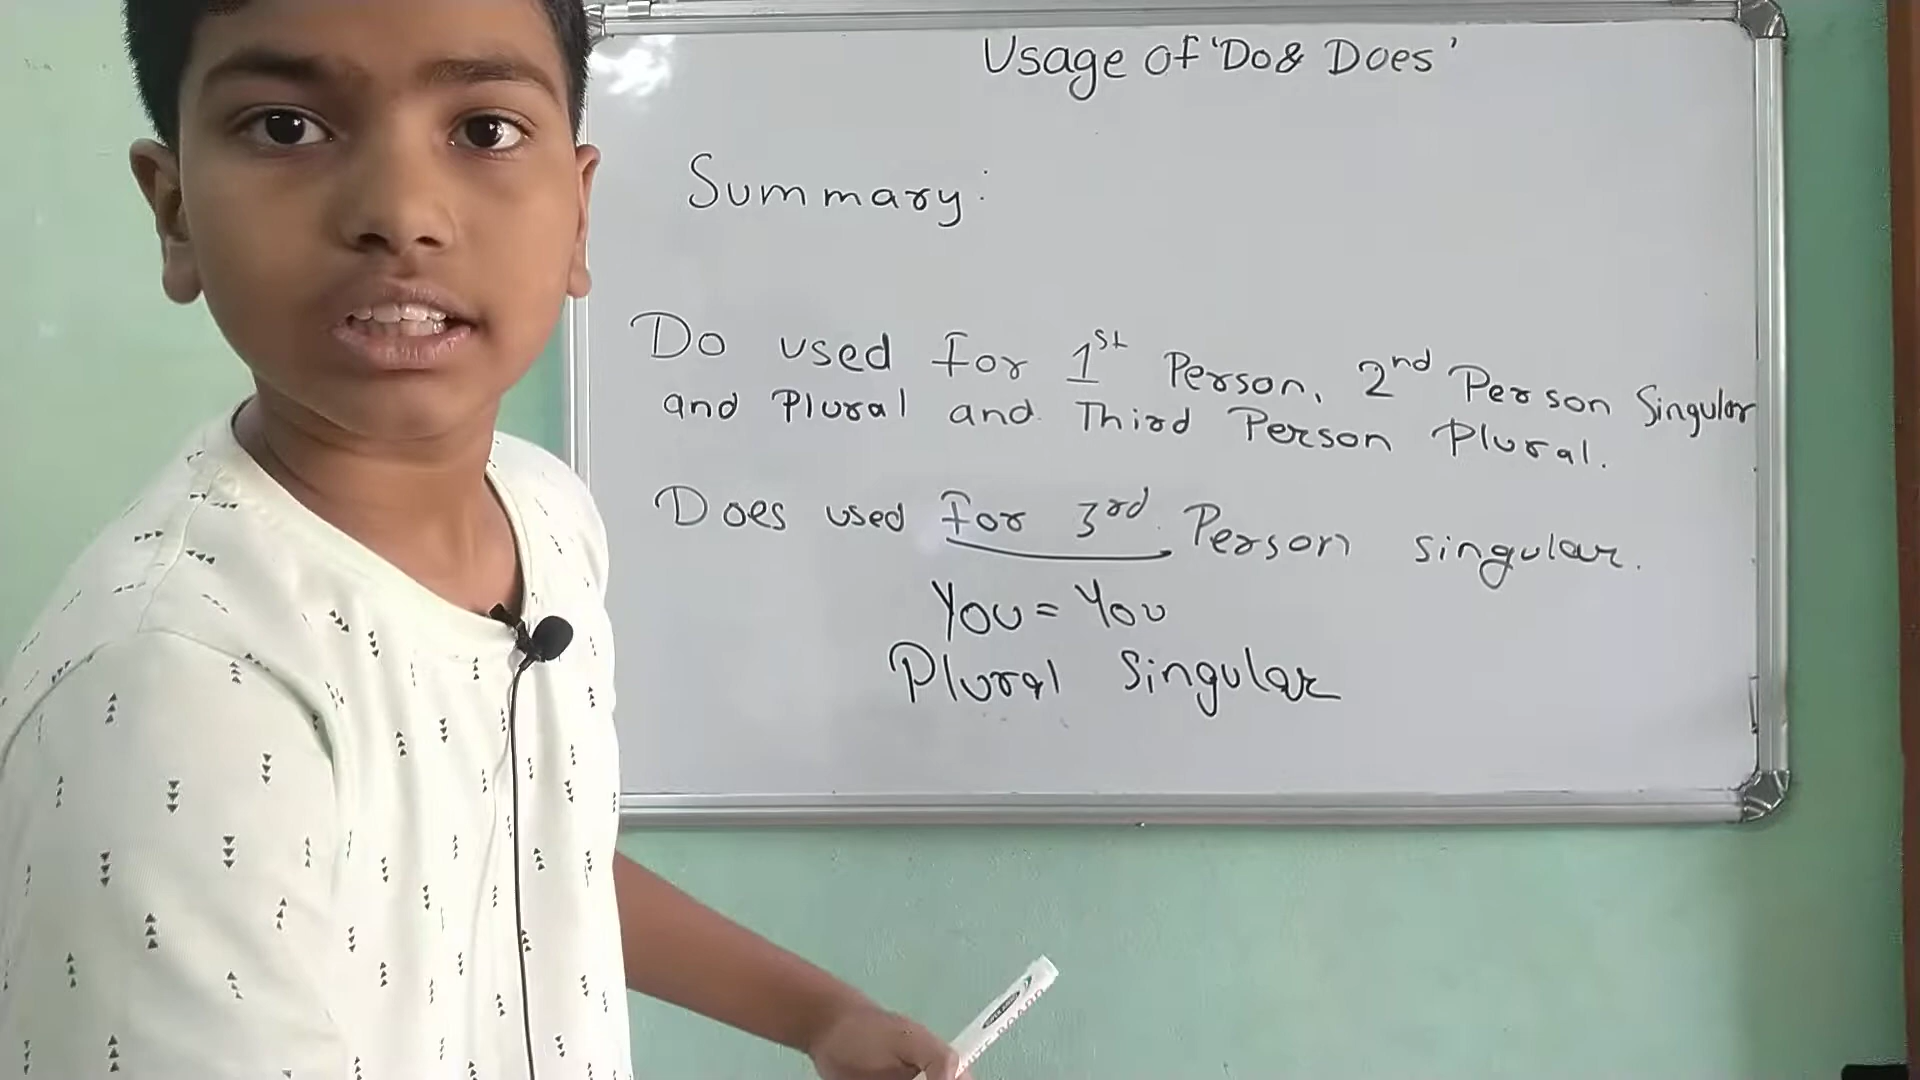 Usage of 'Do & Does'
Summary:
Do used for 1st Person, 2nd Person Singular
and Plural and Third Person Plural.
Does used for 3rd Person singular.
You = You
Plural Singular